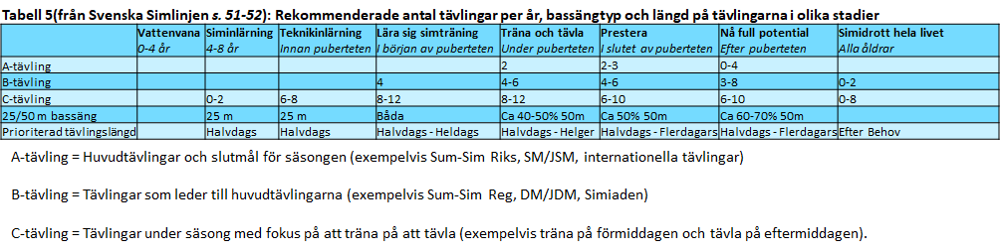 Tabell 5(från Svenska Simlinjen s. 51-52): Rekommenderade antal tävlingar per år, bassängtyp och längd på tävlingarna i olika stadier
Vattenvana Siminlärning Teknikinlärning Lära sig simträning Träna och tävla Prestera Nå full potential Simidrott hela livet
0-4 år 4-8 år Innan puberteten I början av puberteten Under puberteten I slutet av puberteten Efter puberteten Alla åldrar
A-tävling 2 2-3 0-4
B-tävling 4 4-6 4-6 3-8 0-2
C-tävling 0-2 6-8 8-12 8-12 6-10 6-10 0-8
25/50 m bassäng 25 m 25 m Båda Ca 40-50% 50m Ca 50% 50m Ca 60-70% 50m
Prioriterad tävlingslängd Halvdags Halvdags Halvdags - Heldags Halvdags - Helger Halvdags - Flerdagars Halvdags - Flerdagars Efter Behov
A-tävling = Huvudtävlingar och slutmål för säsongen (exempelvis Sum-Sim Riks, SM/JSM, internationella tävlingar)
B-tävling = Tävlingar som leder till huvudtävlingarna (exempelvis Sum-Sim Reg, DM/JDM, Simiaden)
C-tävling = Tävlingar under säsong med fokus på att träna på att tävla (exempelvis träna på förmiddagen och tävla på eftermiddagen).